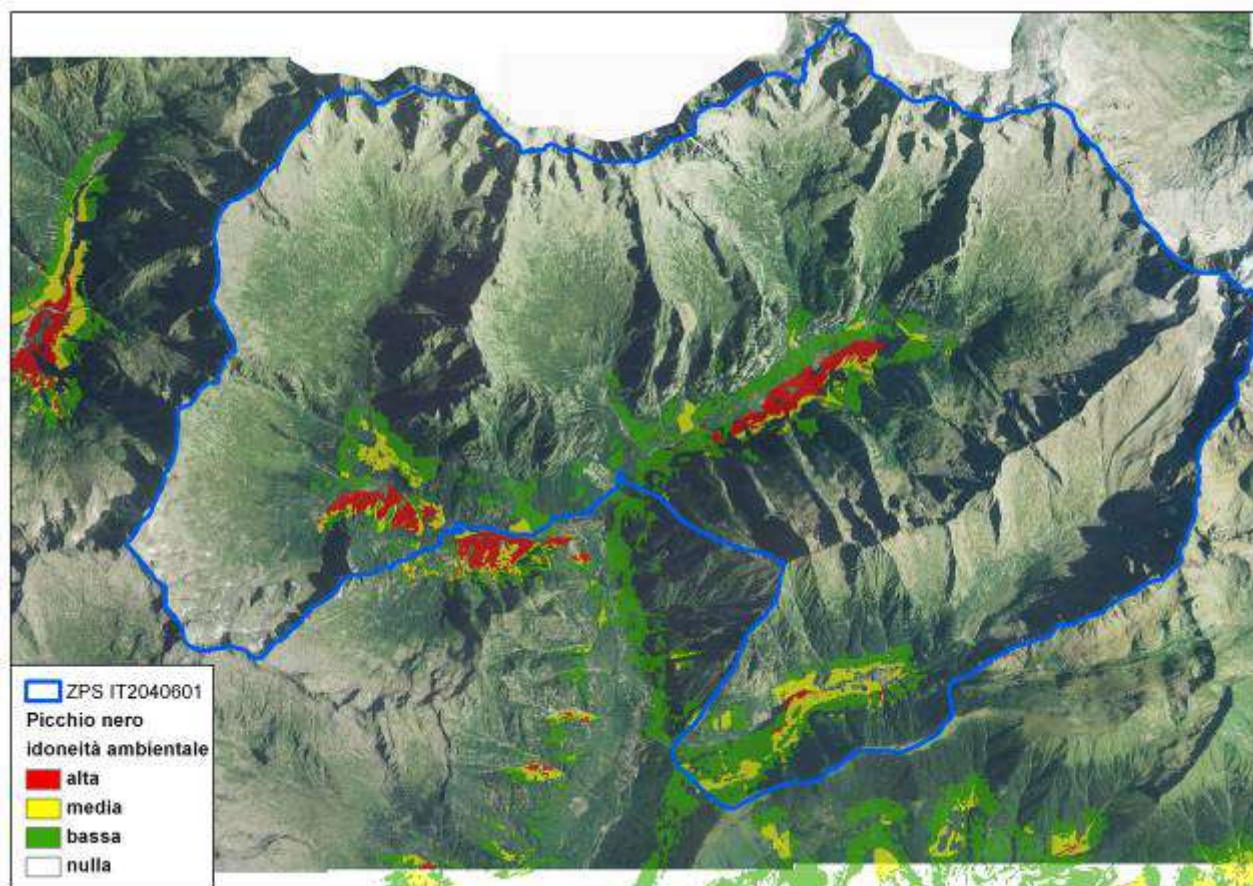 ZPS IT2040601
Picchio nero
idoneità ambientale
alta
media
bassa
nulla